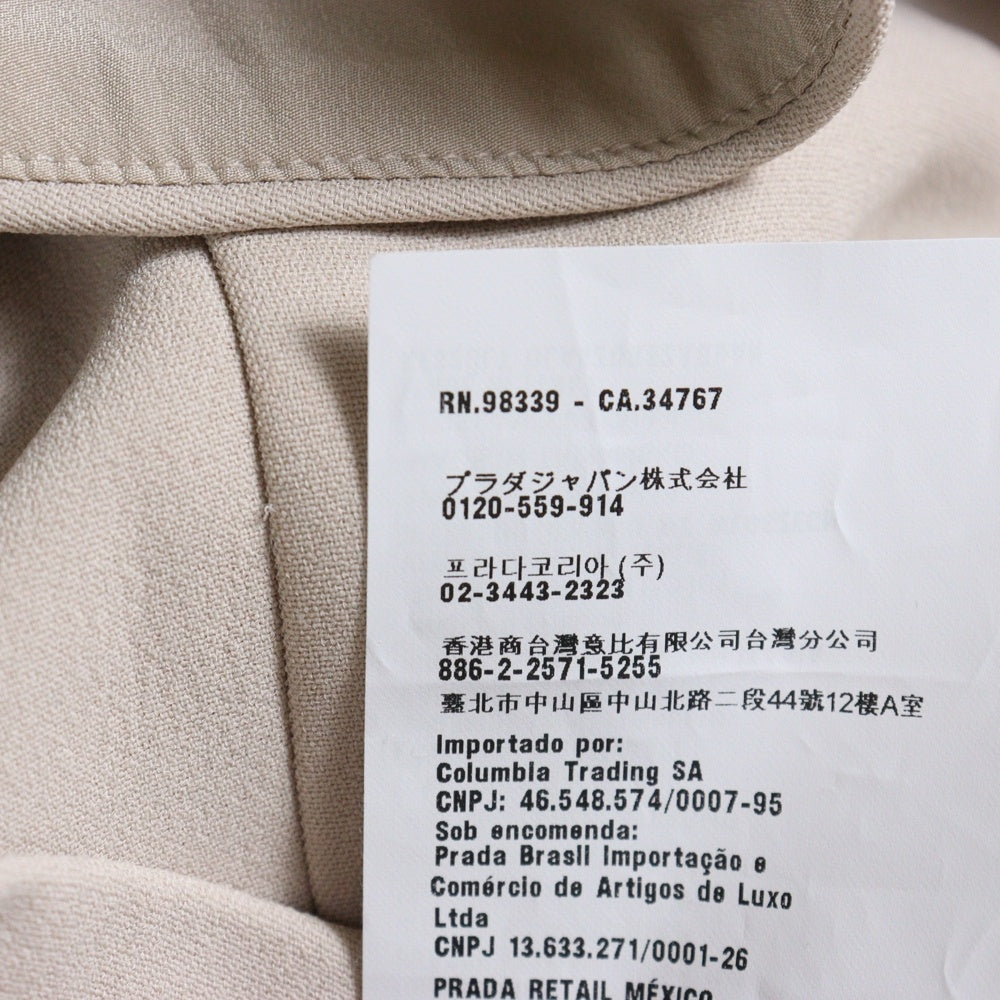 RN.98339 - CA.34767
プラダジャパン株式会社
0120-559-914
프라다코리아 (주)
02-3443-2323
香港商台灣意比有限公司台灣分公司
886-2-2571-5255
臺北市中山區中山北路二段44號12樓A室
Importado por:
Columbia Trading SA
CNPJ: 46.548.574/0007-95
Sob encomenda:
Prada Brasil Importação e
Comércio de Artigos de Luxo
Ltda
CNPJ 13.633.271/0001-26
PRADA RETAIL MÉXICO